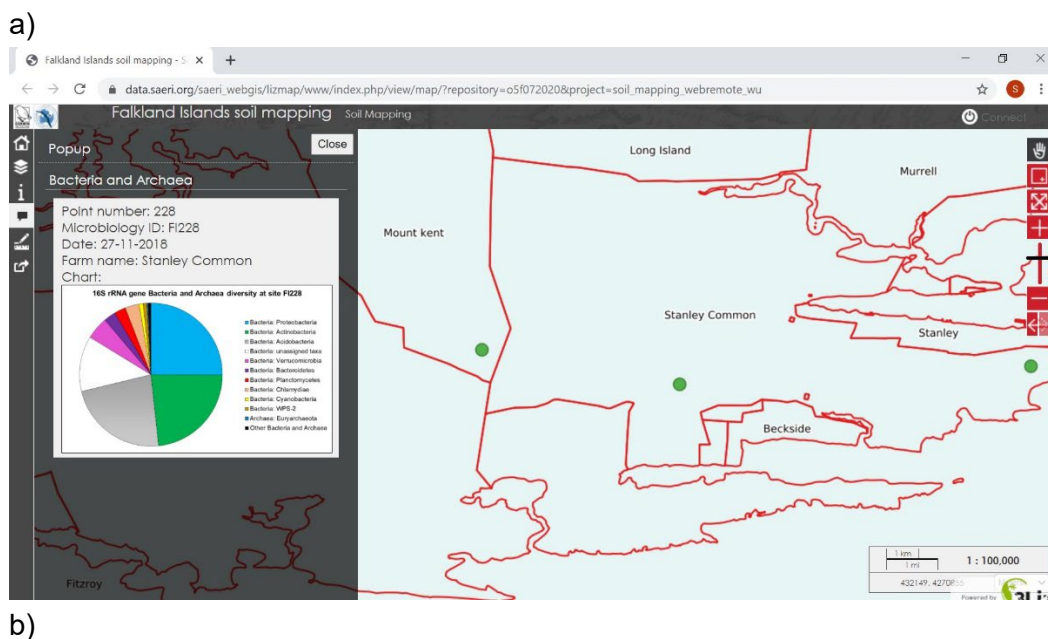 a)
Falkland Islands soil mapping - S
data.saeri.org/saeri_webgis/lizmap/www/index.php/view/map/?repository=o5f072020&project=soil_mapping_webremote_wu
S
Falkland Islands soil mapping Soil Mapping
Connect
Popup
Close
Bacteria and Archaea
Point number: 228
Microbiology ID: FI228
Date: 27-11-2018
Farm name: Stanley Common
Chart:
16S rRNA gene Bacteria and Archaea diversity at site FI228
Bacteria: Proteobacteria
Bacteria: Actinobacteria
Bacteria: Acidobacteria
Bacteria: unassigned taxa
Bacteria: Verrucomicrobia
Bacteria: Bacteroidetes
Bacteria: Planctomycetes
Bacteria: Chlamydiae
Bacteria: Cyanobacteria
Bacteria: WPS-2
Archaea: Euryarchaeota
Other Bacteria and Archaea
Fitzroy
Long Island
Murrell
Mount kent
Stanley Common
Stanley
Beckside
1 km
1 mi
1 : 100,000
Powered by 3Li
b)